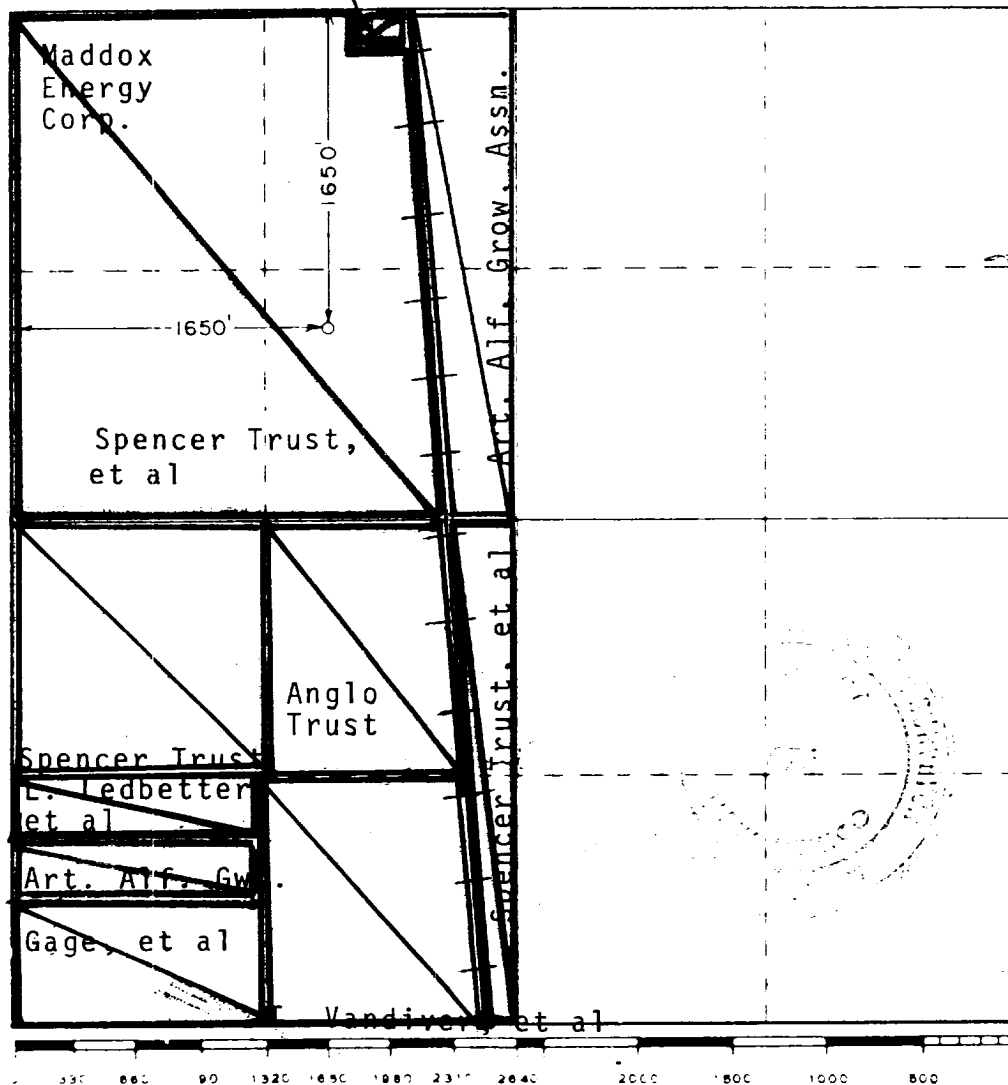 Maddox
Energy
Corp.
1650'
1650'
Art. Alf. Grow. Assn.
Spencer Trust,
et al
Anglo
Trust
Spencer Trust, et al
Spencer Trust
L. Ledbetter
et al
Art. Alf. Gw.
Gage, et al
Vandiver, et al
330 660 90 1320 1650 1980 2310 2640 2000 1500 1000 500